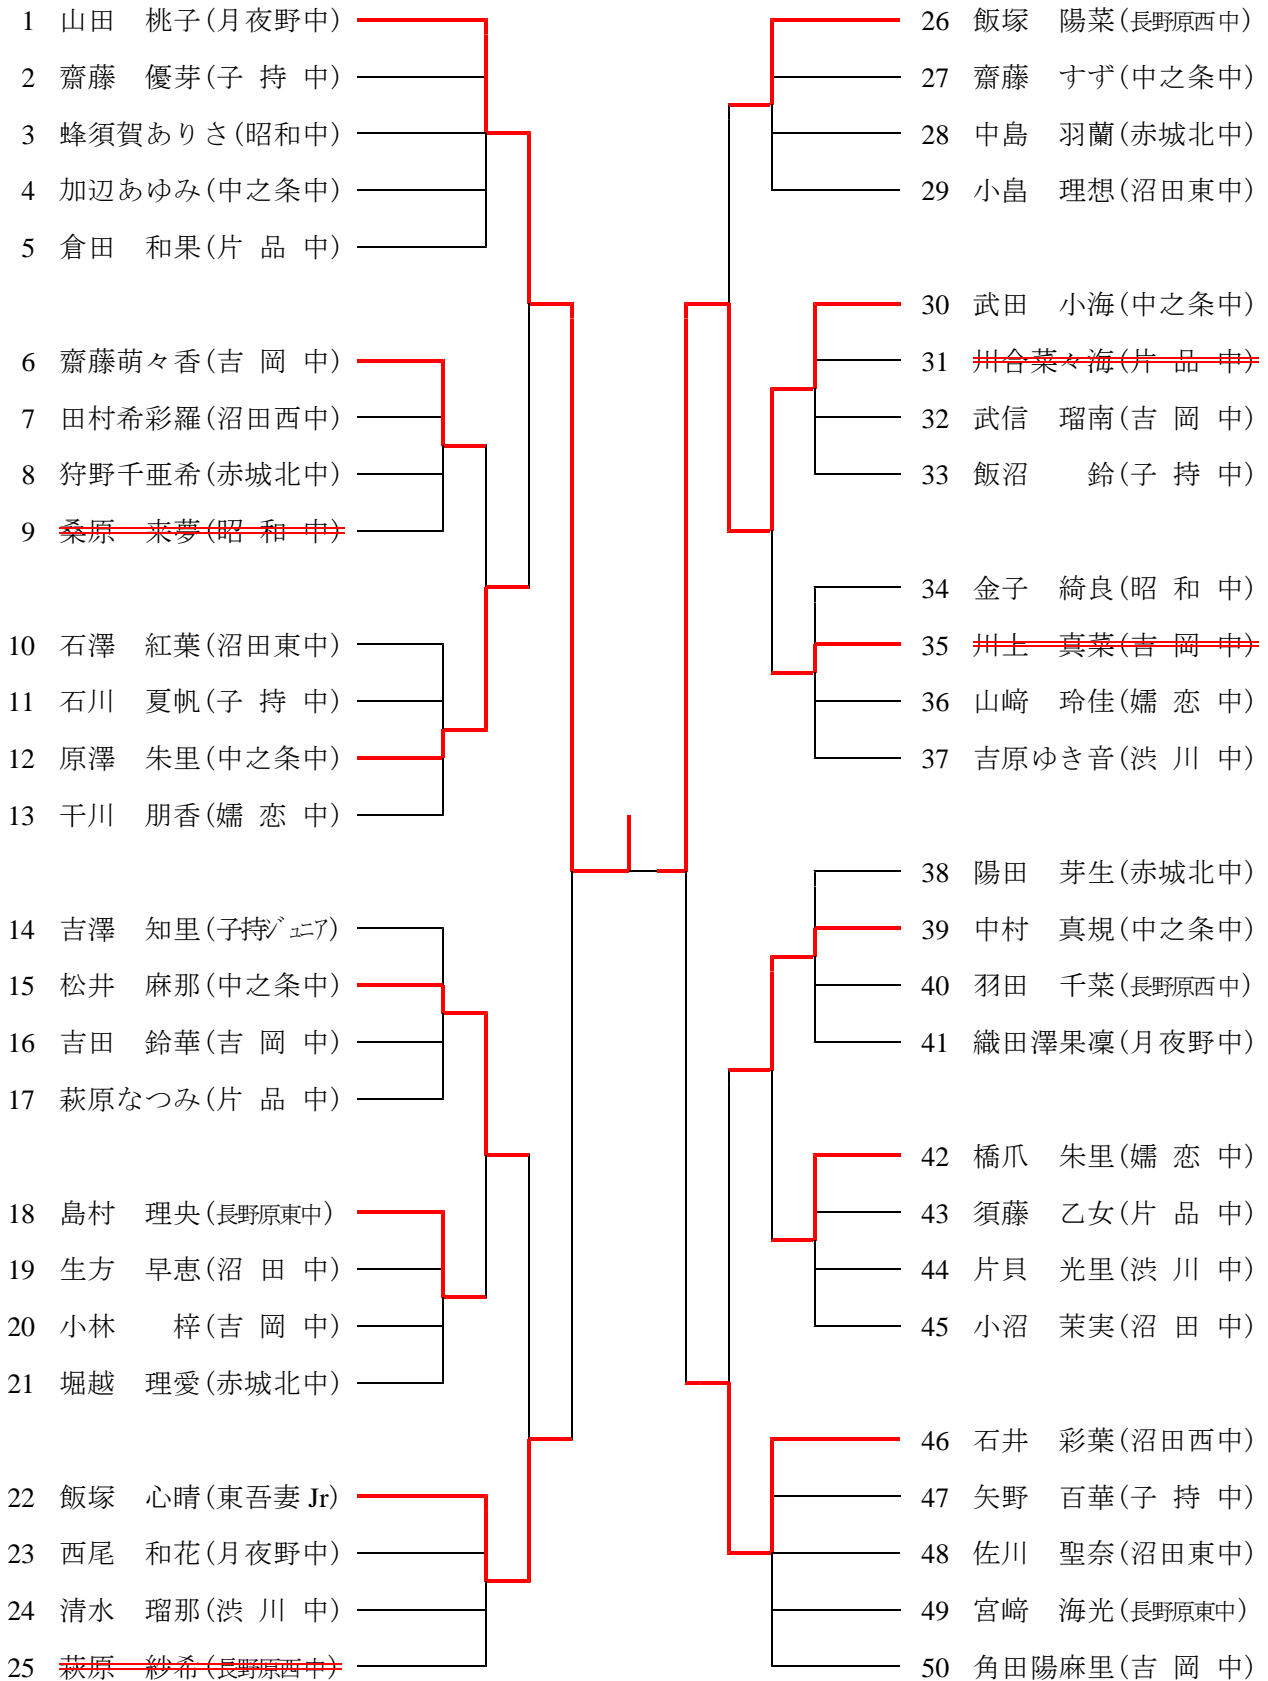 1 山田 桃子(月夜野中)
2 齋藤 優芽(子 持 中)
3 蜂須賀ありさ(昭和中)
4 加辺あゆみ(中之条中)
5 倉田 和果(片 品 中)
6 齋藤萌々香(吉 岡 中)
7 田村希彩羅(沼田西中)
8 狩野千亜希(赤城北中)
9 桑原 来夢(昭 和 中)
10 石澤 紅葉(沼田東中)
11 石川 夏帆(子 持 中)
12 原澤 朱里(中之条中)
13 干川 朋香(嬬 恋 中)
14 吉澤 知里(子持ジュニア)
15 松井 麻那(中之条中)
16 吉田 鈴華(吉 岡 中)
17 萩原なつみ(片 品 中)
18 島村 理央(長野原東中)
19 生方 早恵(沼 田 中)
20 小林 梓(吉 岡 中)
21 堀越 理愛(赤城北中)
22 飯塚 心晴(東吾妻 Jr)
23 西尾 和花(月夜野中)
24 清水 瑠那(渋 川 中)
25 萩原 紗希(長野原西中)
26 飯塚 陽菜(長野原西中)
27 齋藤 すず(中之条中)
28 中島 羽蘭(赤城北中)
29 小畠 理想(沼田東中)
30 武田 小海(中之条中)
31 川合菜々海(片 品 中)
32 武信 瑠南(吉 岡 中)
33 飯沼 鈴(子 持 中)
34 金子 綺良(昭 和 中)
35 川上 真菜(吉 岡 中)
36 山﨑 玲佳(嬬 恋 中)
37 吉原ゆき音(渋 川 中)
38 陽田 芽生(赤城北中)
39 中村 真規(中之条中)
40 羽田 千菜(長野原西中)
41 織田澤果凜(月夜野中)
42 橋爪 朱里(嬬 恋 中)
43 須藤 乙女(片 品 中)
44 片貝 光里(渋 川 中)
45 小沼 茉実(沼 田 中)
46 石井 彩葉(沼田西中)
47 矢野 百華(子 持 中)
48 佐川 聖奈(沼田東中)
49 宮﨑 海光(長野原東中)
50 角田陽麻里(吉 岡 中)